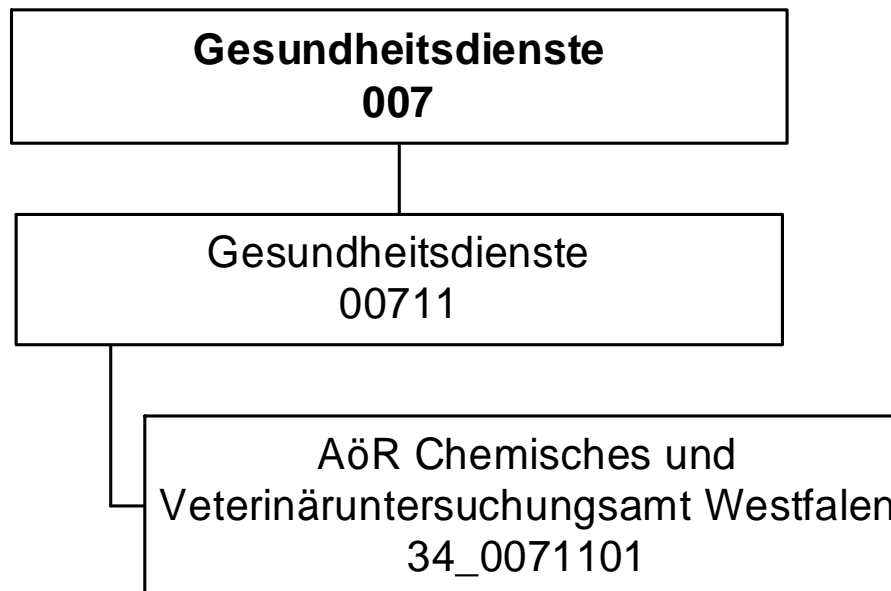 Gesundheitsdienste
007
Gesundheitsdienste
00711
AöR Chemisches und
Veterinäruntersuchungsamt Westfalen
34_0071101